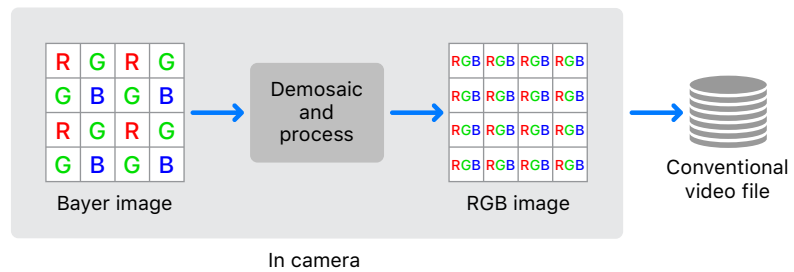 R G R G
G B G B
R G R G
G B G B
Bayer image
Demosaic
and
process
RGB RGB RGB RGB
RGB RGB RGB RGB
RGB RGB RGB RGB
RGB RGB RGB RGB
RGB image
Conventional
video file
In camera